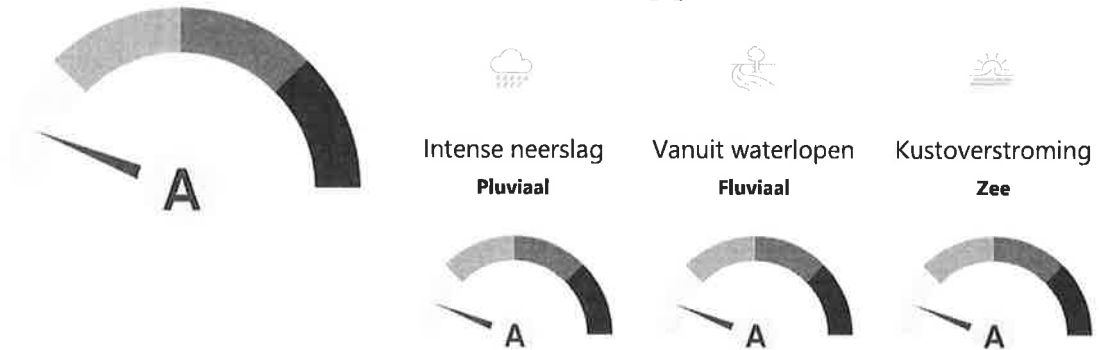 A
Intense neerslag
Pluviaal
A
Vanuit waterlopen
Fluviaal
A
Kustoverstroming
Zee
A